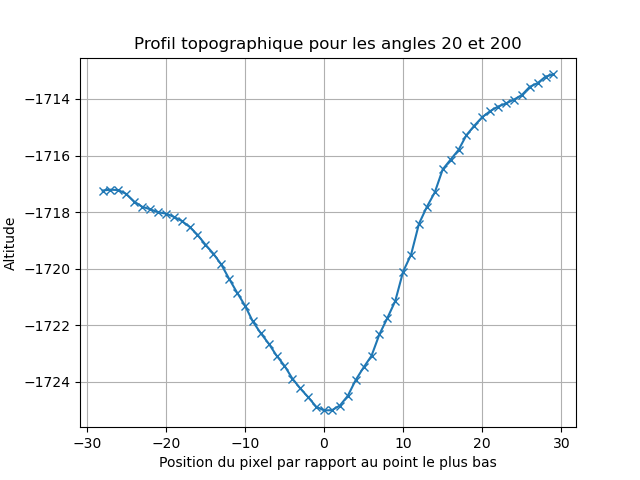 Profil topographique pour les angles 20 et 200
Altitude
−1714
−1716
−1718
−1720
−1722
−1724
−30 −20 −10 0 10 20 30
Position du pixel par rapport au point le plus bas